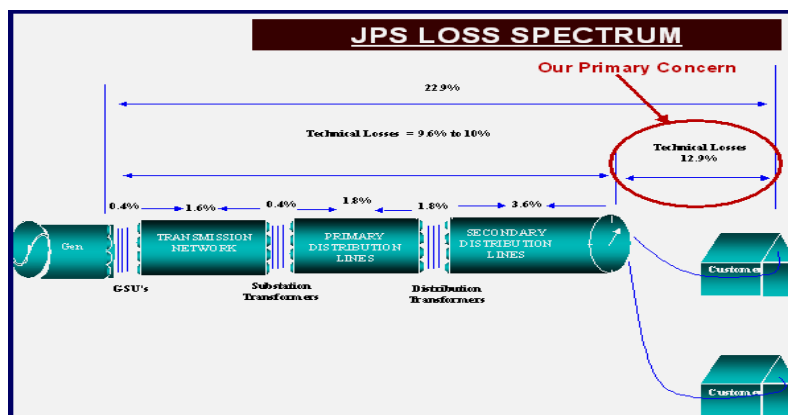 JPS LOSS SPECTRUM
Our Primary Concern
22.9%
Technical Losses = 9.6% to 10%
Technical Losses
12.9%
0.4%
1.6%
0.4%
1.8%
1.8%
3.6%
Gen
TRANSMISSION
NETWORK
PRIMARY
DISTRIBUTION
LINES
SECONDARY
DISTRIBUTION
LINES
GSU's
Substation
Transformers
Distribution
Transformers
Customer
Customer